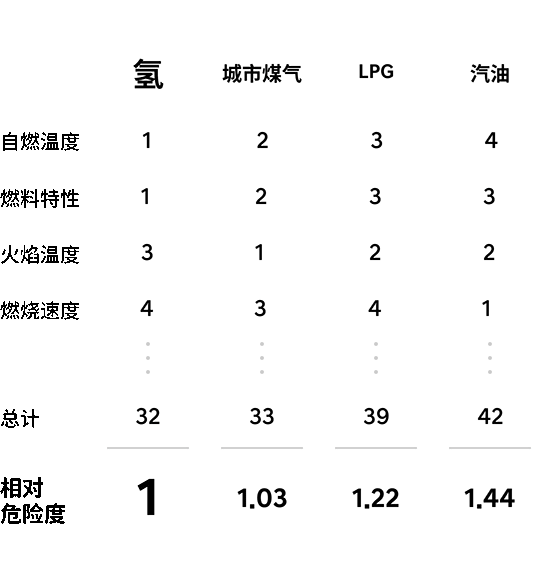 氢 城市煤气 LPG 汽油
自燃温度 1 2 3 4
燃料特性 1 2 3 3
火焰温度 3 1 2 2
燃烧速度 4 3 4 1
总计 32 33 39 42
相对
危险度 1 1.03 1.22 1.44